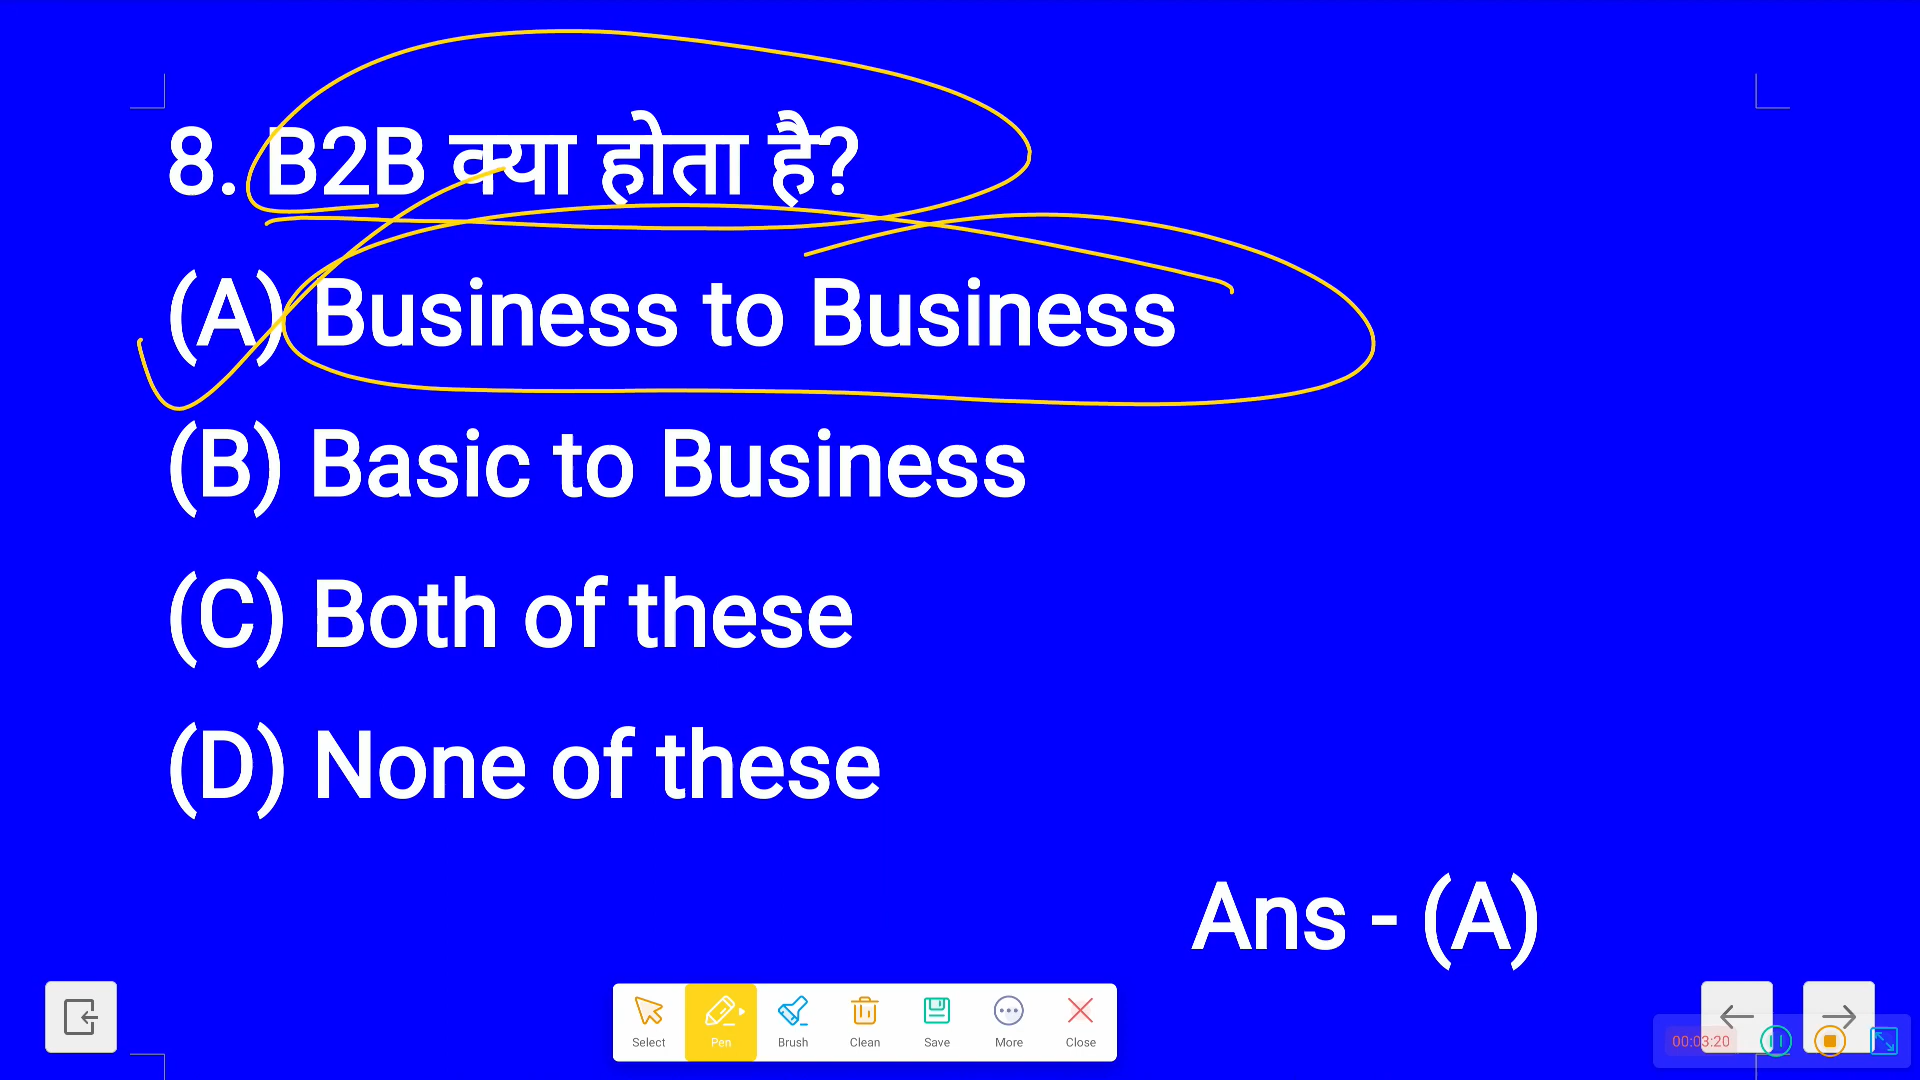 8. B2B क्या होता है?
(A) Business to Business
(B) Basic to Business
(C) Both of these
(D) None of these
Ans - (A)
Select Pen Brush Clean Save More Close
00:03:20